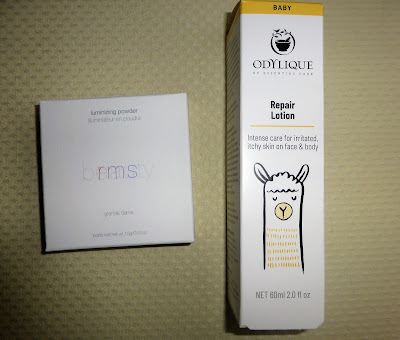 luminizing powder
rms
BABY
ODYLIQUE
BY ESSENTIAL CARE
Repair
Lotion
Intense care for irritated,
itchy skin on face & body
Y
NET 60ml 2.0 fl oz